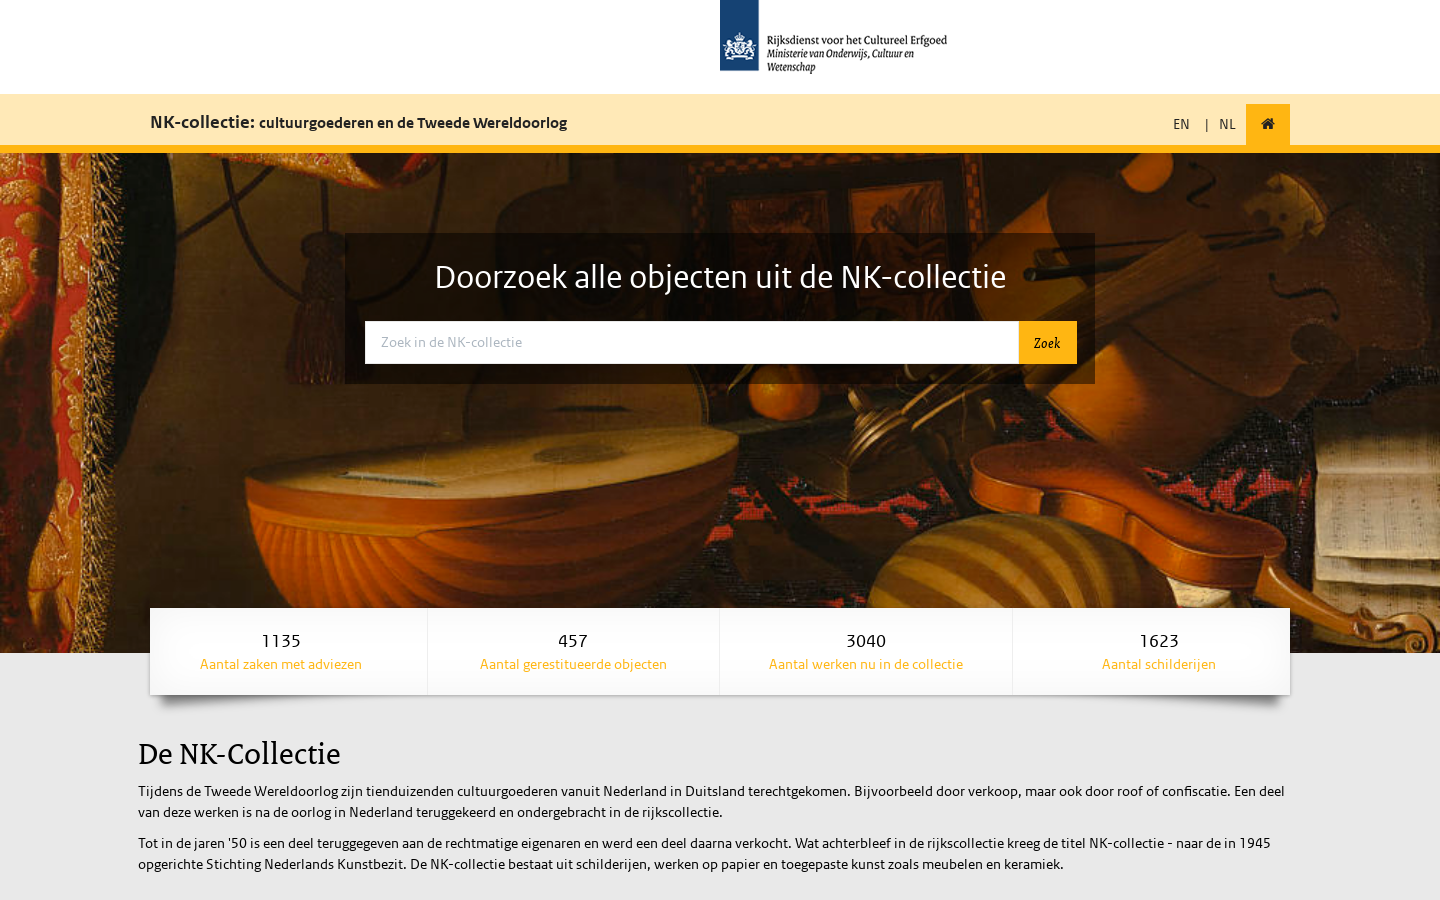 Rijksdienst voor het Cultureel Erfgoed
Ministerie van Onderwijs, Cultuur en
Wetenschap
NK-collectie: cultuurgoederen en de Tweede Wereldoorlog
EN | NL
Doorzoek alle objecten uit de NK-collectie
Zoek in de NK-collectie
Zoek
1135
Aantal zaken met adviezen
457
Aantal gerestitueerde objecten
3040
Aantal werken nu in de collectie
1623
Aantal schilderijen
De NK-Collectie
Tijdens de Tweede Wereldoorlog zijn tienduizenden cultuurgoederen vanuit Nederland in Duitsland terechtgekomen. Bijvoorbeeld door verkoop, maar ook door roof of confiscatie. Een deel
van deze werken is na de oorlog in Nederland teruggekeerd en ondergebracht in de rijkscollectie.
Tot in de jaren '50 is een deel teruggegeven aan de rechtmatige eigenaren en werd een deel daarna verkocht. Wat achterbleef in de rijkscollectie kreeg de titel NK-collectie - naar de in 1945
opgerichte Stichting Nederlands Kunstbezit. De NK-collectie bestaat uit schilderijen, werken op papier en toegepaste kunst zoals meubelen en keramiek.